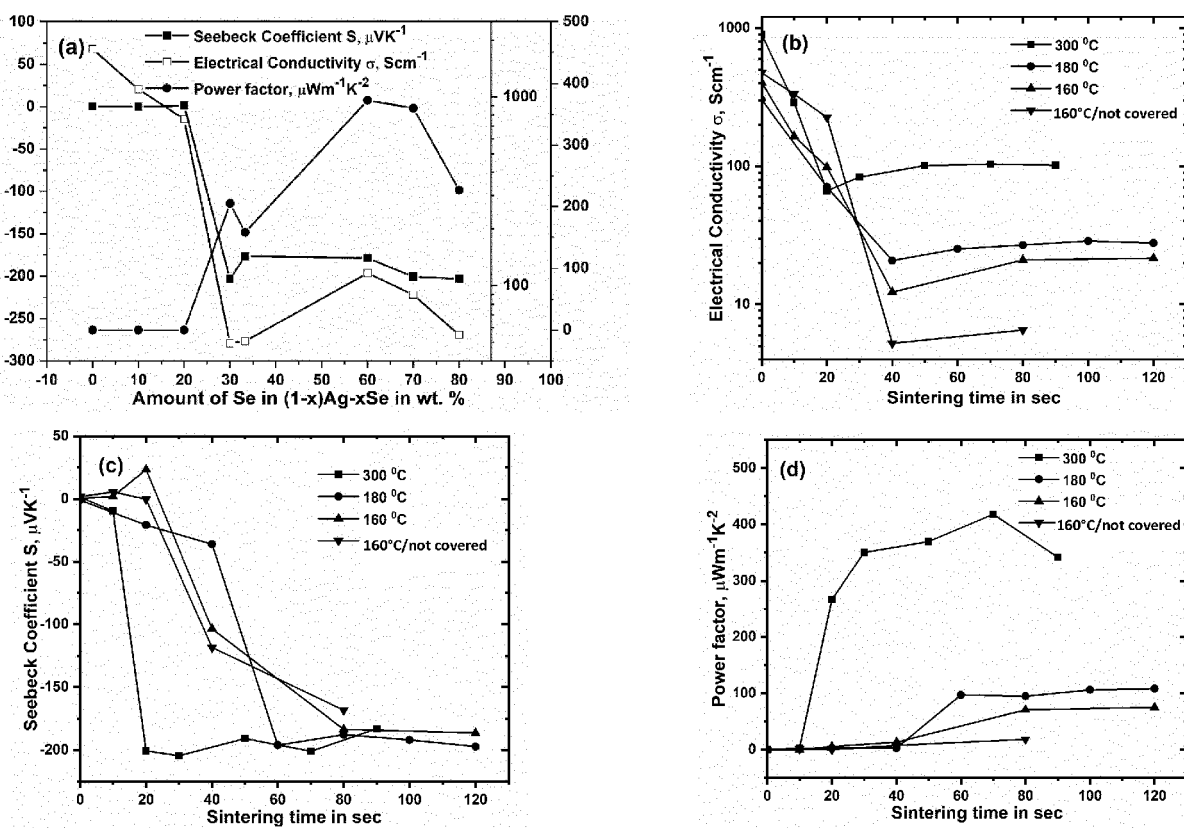 (a)
Seebeck Coefficient S, μVK⁻¹
Electrical Conductivity σ, Scm⁻¹
Power factor, μWm⁻¹K⁻²
100
50
0
-50
-100
-150
-200
-250
-300
1000
100
500
400
300
200
100
0
-10 0 10 20 30 40 50 60 70 80 90 100
Amount of Se in (1-x)Ag-xSe in wt. %
(b)
300 ⁰C
180 ⁰C
160 ⁰C
160°C/not covered
Electrical Conductivity σ, Scm⁻¹
1000
100
10
0 20 40 60 80 100 120
Sintering time in sec
(c)
300 ⁰C
180 ⁰C
160 ⁰C
160°C/not covered
Seebeck Coefficient S, μVK⁻¹
50
25
0
-25
-50
-75
-100
-125
-150
-175
-200
-225
0 20 40 60 80 100 120
Sintering time in sec
(d)
300 ⁰C
180 ⁰C
160 ⁰C
160°C/not covered
Power factor, μWm⁻¹K⁻²
500
400
300
200
100
0
0 20 40 60 80 100 120
Sintering time in sec